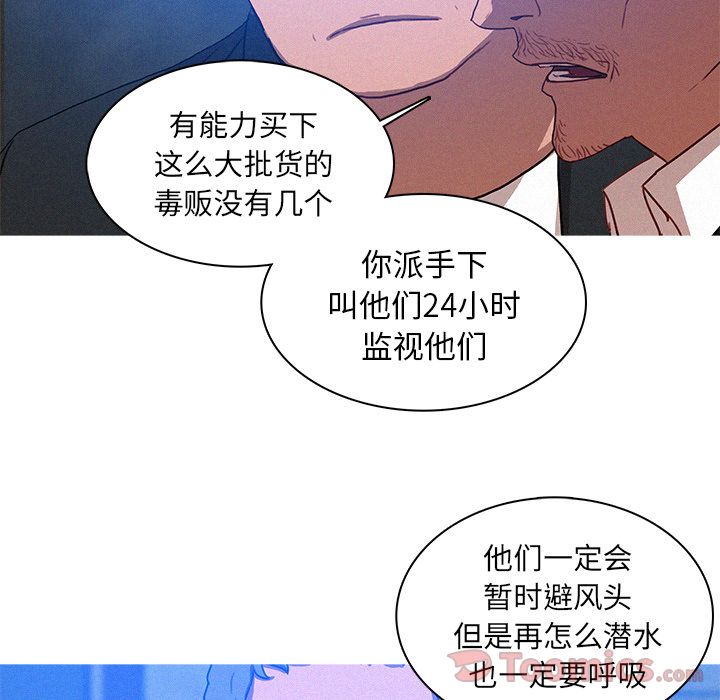 有能力买下
这么大批货的
毒贩没有几个
你派手下
叫他们24小时
监视他们
他们一定会
暂时避风头
但是再怎么潜水
也一定要呼吸
Toomics.com